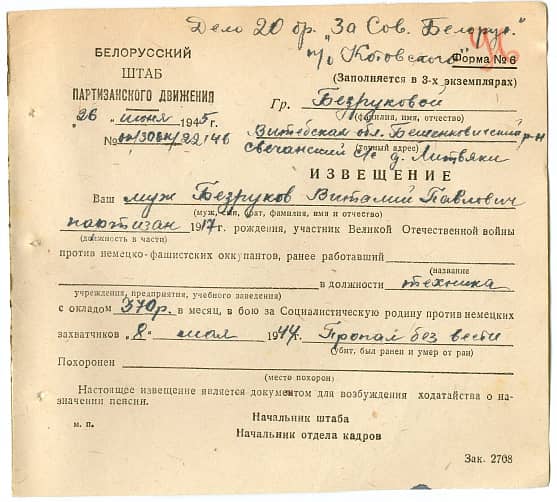 Дело 20 бр. "За Сов. Белорус."
п/о "Котовского"
БЕЛОРУССКИЙ
ШТАБ
ПАРТИЗАНСКОГО ДВИЖЕНИЯ
"26" июня 1945 г.
№
Форма № 6
(Заполняется в 3-х экземплярах)
Гр. Безруковой
(фамилия, имя, отчество)
Витебская обл. Бешенковичский р-н
(точный адрес)
свечанский с/с д. Литвяки
ИЗВЕЩЕНИЕ
Ваш муж Безруков Виталий Павлович
(муж, сын, брат, фамилия, имя и отчество)
партизан 1917 г. рождения, участник Великой Отечественной войны
(должность в части)
против немецко-фашистских оккупантов, ранее работавший
(название
в должности техника
учреждения, предприятия, учебного заведения)
с окладом 370 р. в месяц, в бою за Социалистическую родину против немецких
захватчиков "8" мая 1944 г. Пропал без вести
(убит, был ранен и умер от ран)
Похоронен
(место похорон)
Настоящее извещение является документом для возбуждения ходатайства о на-
значении пенсии.
Начальник штаба
м. п.
Начальник отдела кадров
Зак. 2708